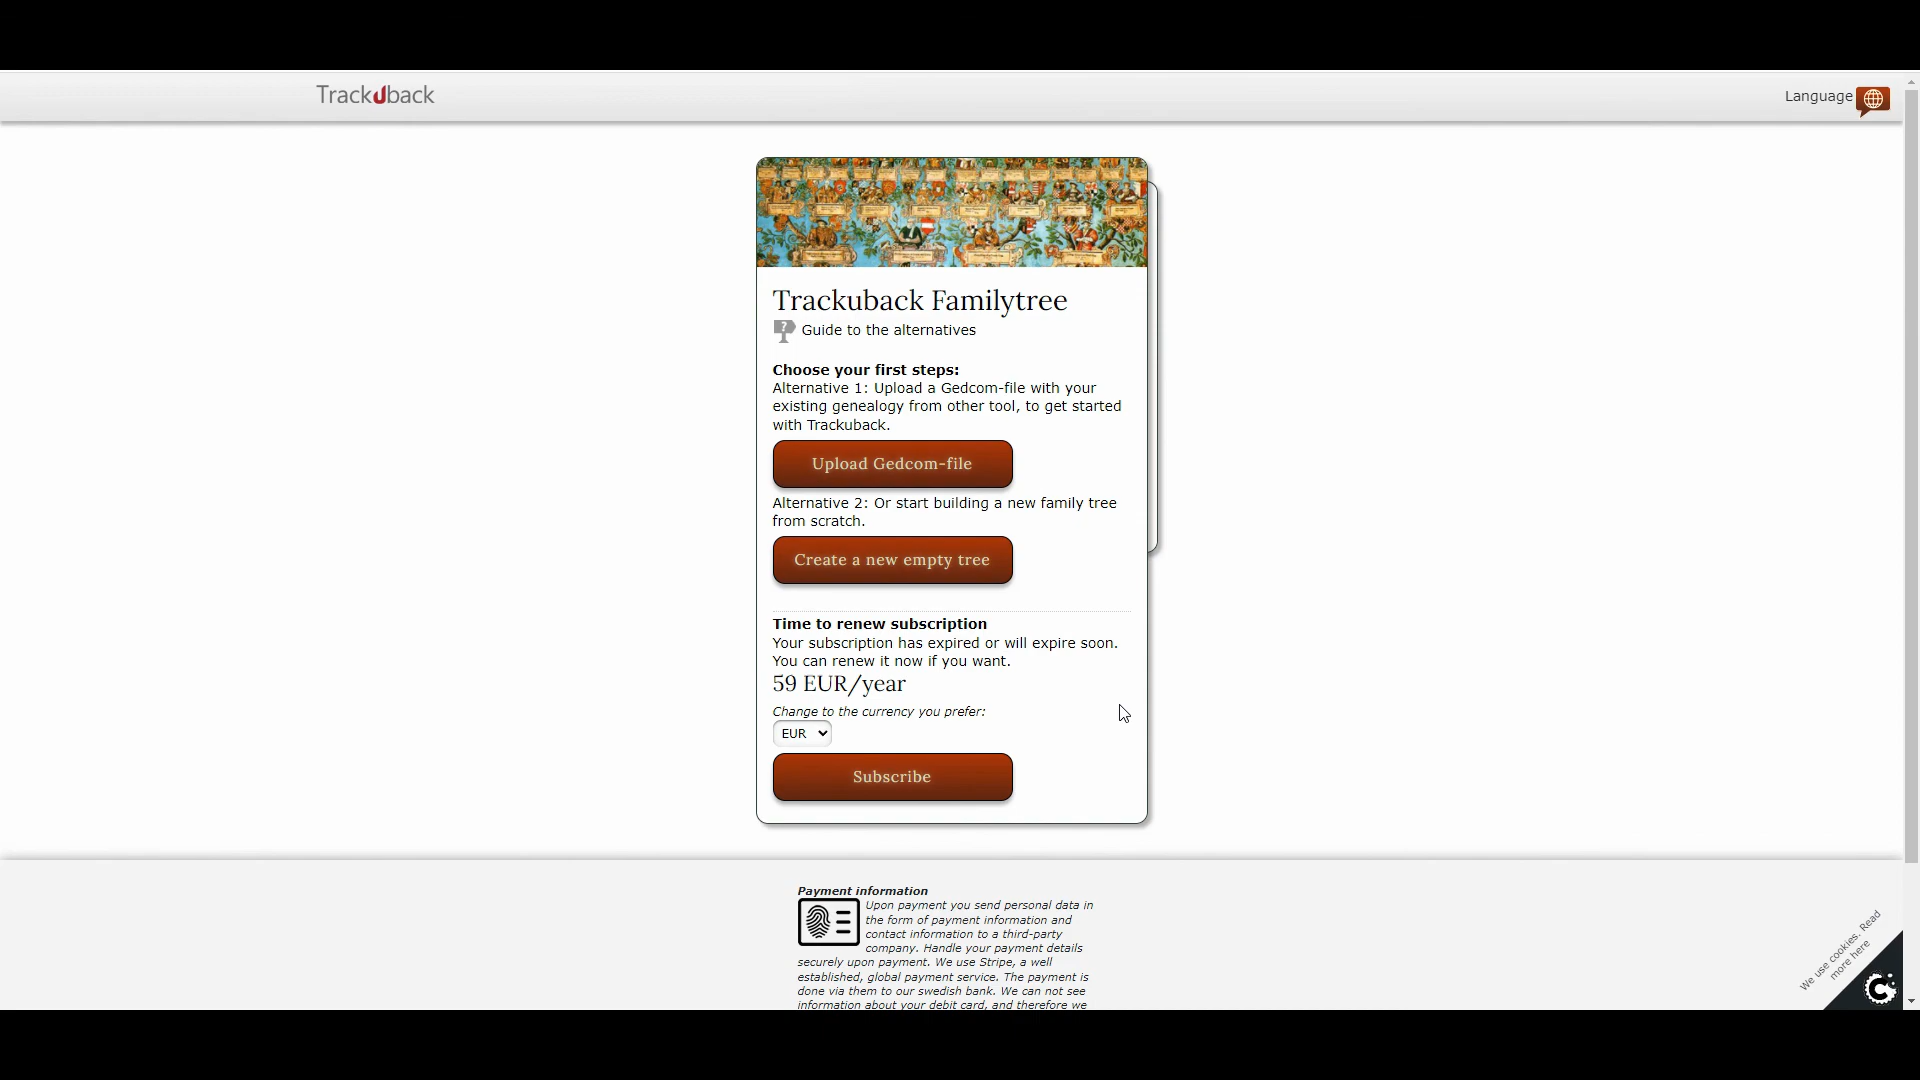 Trackuback
Language
Trackuback Familytree
Guide to the alternatives
Choose your first steps:
Alternative 1: Upload a Gedcom-file with your
existing genealogy from other tool, to get started
with Trackuback.
Upload Gedcom-file
Alternative 2: Or start building a new family tree
from scratch.
Create a new empty tree
Time to renew subscription
Your subscription has expired or will expire soon.
You can renew it now if you want.
59 EUR/year
Change to the currency you prefer:
EUR
Subscribe
Payment information
Upon payment you send personal data in
the form of payment information and
contact information to a third-party
company. Handle your payment details
securely upon payment. We use Stripe, a well
established, global payment service. The payment is
done via them to our swedish bank. We can not see
information about your debit card, and therefore we
We use cookies. Read
more here